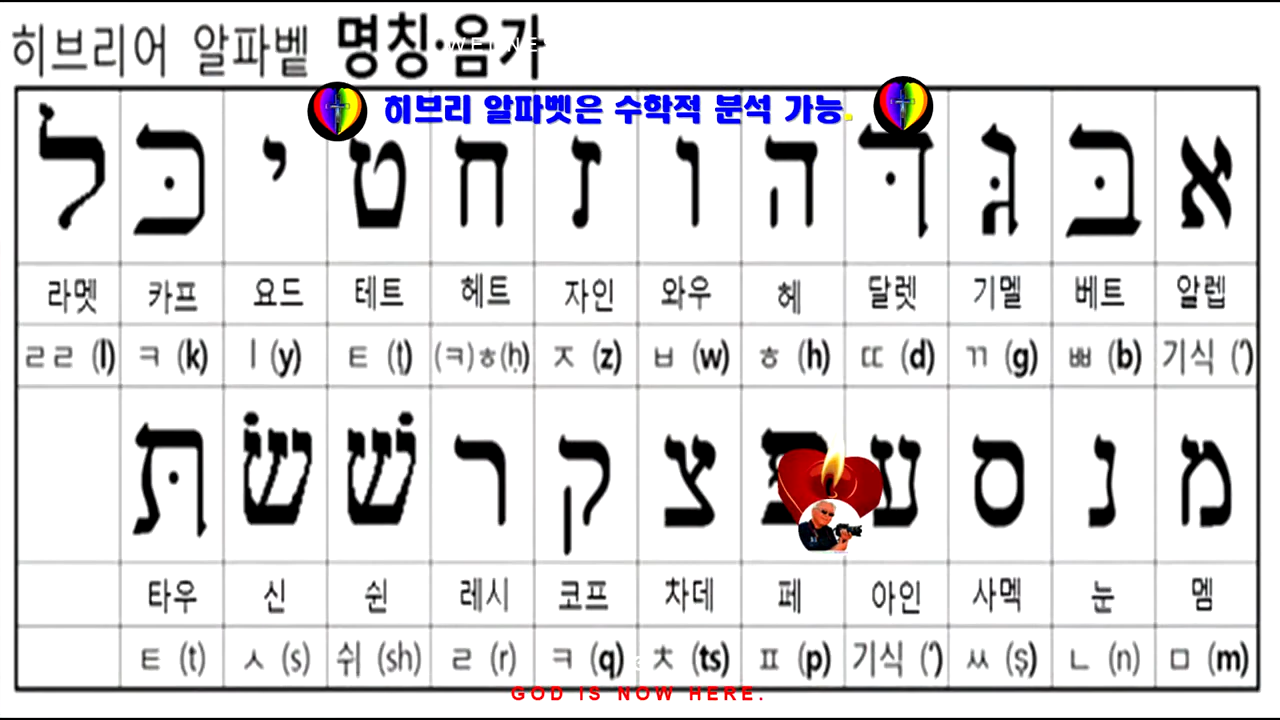 히브리어 알파벹 명칭·음가
히브리 알파벳은 수학적 분석 가능.
לֹ כּ י ט ח ז ו ה דּ גּ בּ א
라멧 카프 요드 테트 헤트 자인 와우 헤 달렛 기멜 베트 알렙
ㄹㄹ (l) ㅋ (k) ㅣ(y) ㅌ (ṭ) (ㅋ)ㅎ(ḥ) ㅈ (z) ㅂ (w) ㅎ (h) ㄸ (d) ㄲ (g) ㅃ (b) 기식 (’)
תּ שׂ שׁ ר ק צ ע ס נ מ
타우 신 쉰 레시 코프 차데 페 아인 사멕 눈 멤
ㅌ (t) ㅅ (s) 쉬 (sh) ㄹ (r) ㅋ (q) ㅊ (ts) ㅍ (p) 기식 (‘) ㅆ (ş) ㄴ (n) ㅁ (m)
GOD IS NOW HERE.